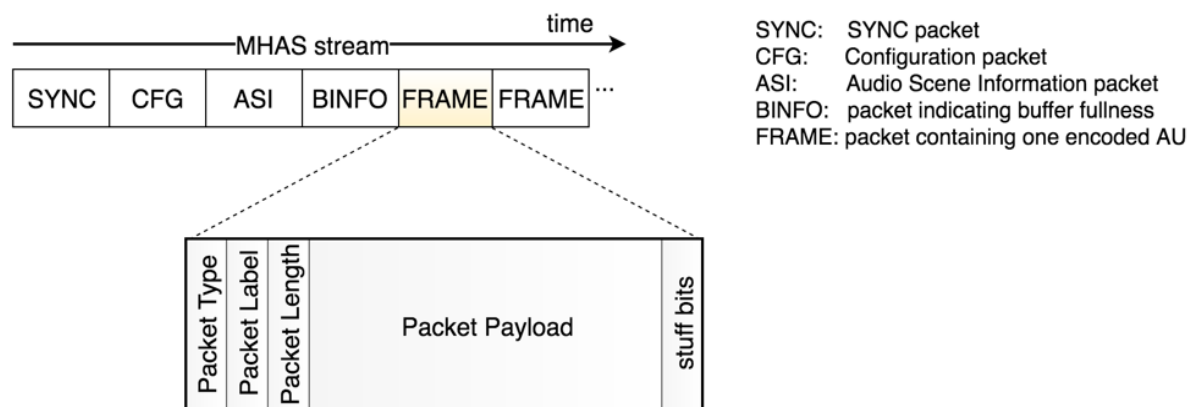 time
MHAS stream
SYNC CFG ASI BINFO FRAME FRAME ...
SYNC: SYNC packet
CFG: Configuration packet
ASI: Audio Scene Information packet
BINFO: packet indicating buffer fullness
FRAME: packet containing one encoded AU
Packet Type
Packet Label
Packet Length
Packet Payload
stuff bits